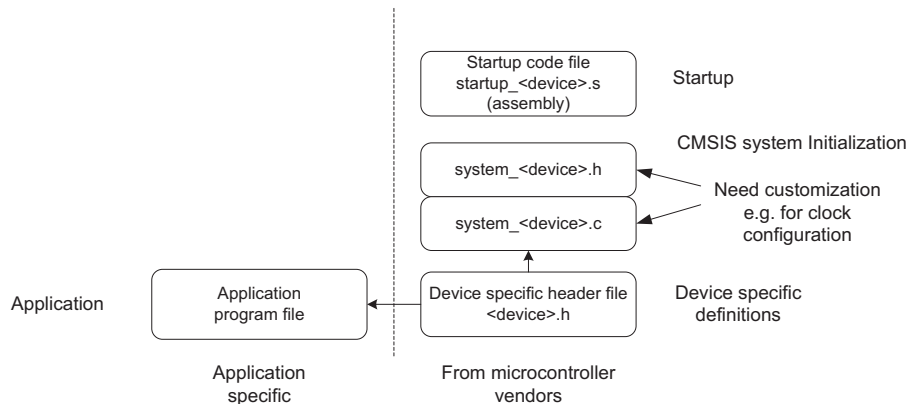 Startup code file
startup_<device>.s
(assembly)
Startup
CMSIS system Initialization
system_<device>.h
Need customization
e.g. for clock
configuration
system_<device>.c
Application
Application
program file
Device specific header file
<device>.h
Device specific
definitions
Application
specific
From microcontroller
vendors